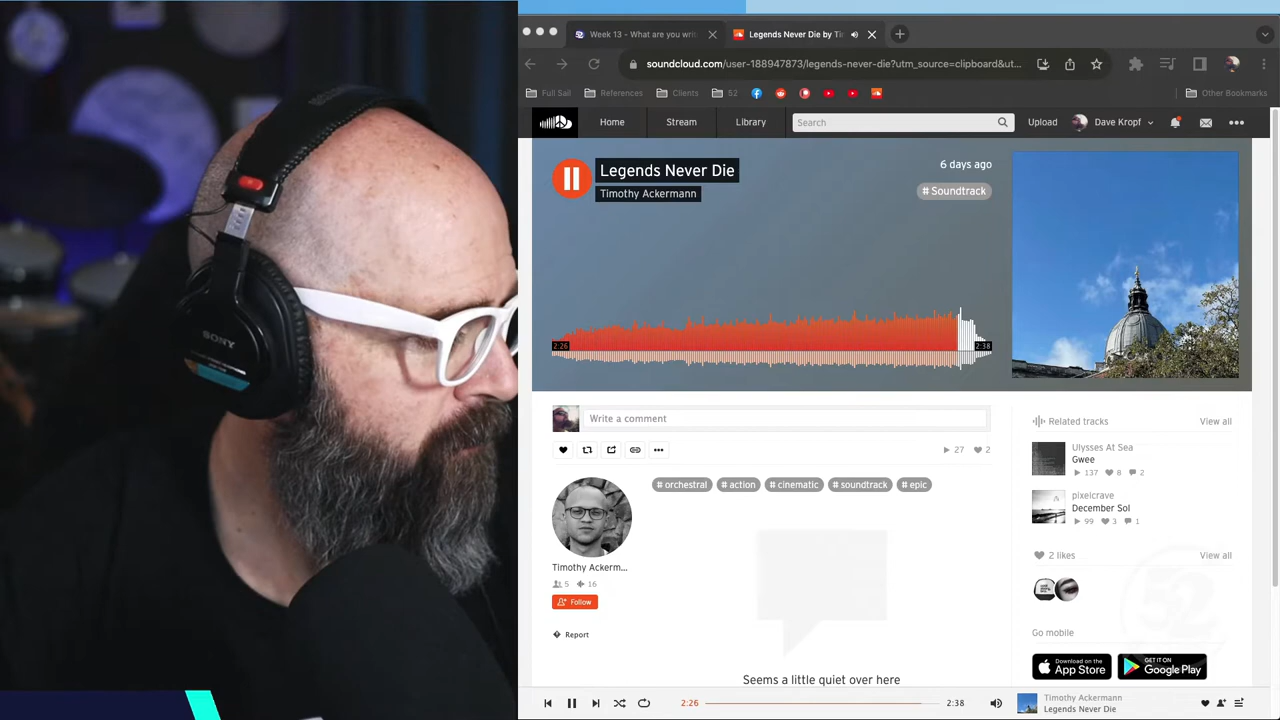 SONY
Week 13 - What are you writ
Legends Never Die by Tim
soundcloud.com/user-188947873/legends-never-die?utm_source=clipboard&ut...
Full Sail
References
Clients
52
Other Bookmarks
Home
Stream
Library
Search
Upload
Dave Kropf
Legends Never Die
6 days ago
Timothy Ackermann
# Soundtrack
2:26
2:38
Write a comment
27
2
# orchestral
# action
# cinematic
# soundtrack
# epic
Timothy Ackerm...
5
16
Follow
Report
Seems a little quiet over here
Related tracks
View all
Ulysses At Sea
Gwee
137
8
2
pixelcrave
December Sol
99
3
1
2 likes
View all
52
Go mobile
Download on the
App Store
GET IT ON
Google Play
2:26
2:38
Timothy Ackermann
Legends Never Die